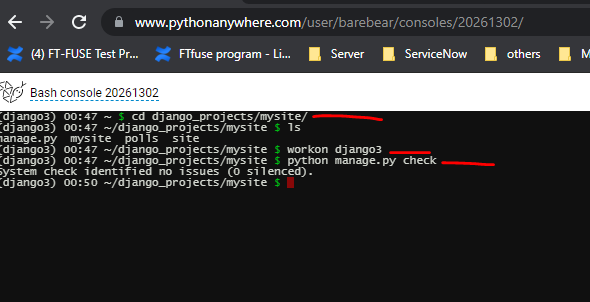 www.pythonanywhere.com/user/barebear/consoles/20261302/
(4) FT-FUSE Test Pr... FTfuse program - Li... Server ServiceNow others M
Bash console 20261302
(django3) 00:47 ~ $ cd django_projects/mysite/
(django3) 00:47 ~/django_projects/mysite $ ls
manage.py mysite polls site
(django3) 00:47 ~/django_projects/mysite $ workon django3
(django3) 00:47 ~/django_projects/mysite $ python manage.py check
System check identified no issues (0 silenced).
(django3) 00:50 ~/django_projects/mysite $